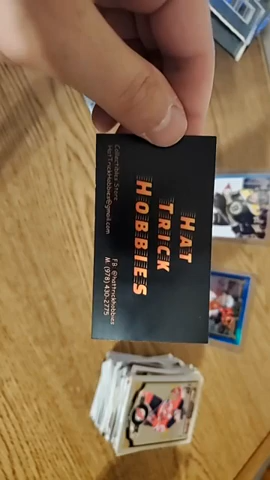 HAT
TRICK
HOBBIES
Collectibles Store
HatTrickHobbies@gmail.com
FB @hattrickhobbies
M: (978)-430-2775